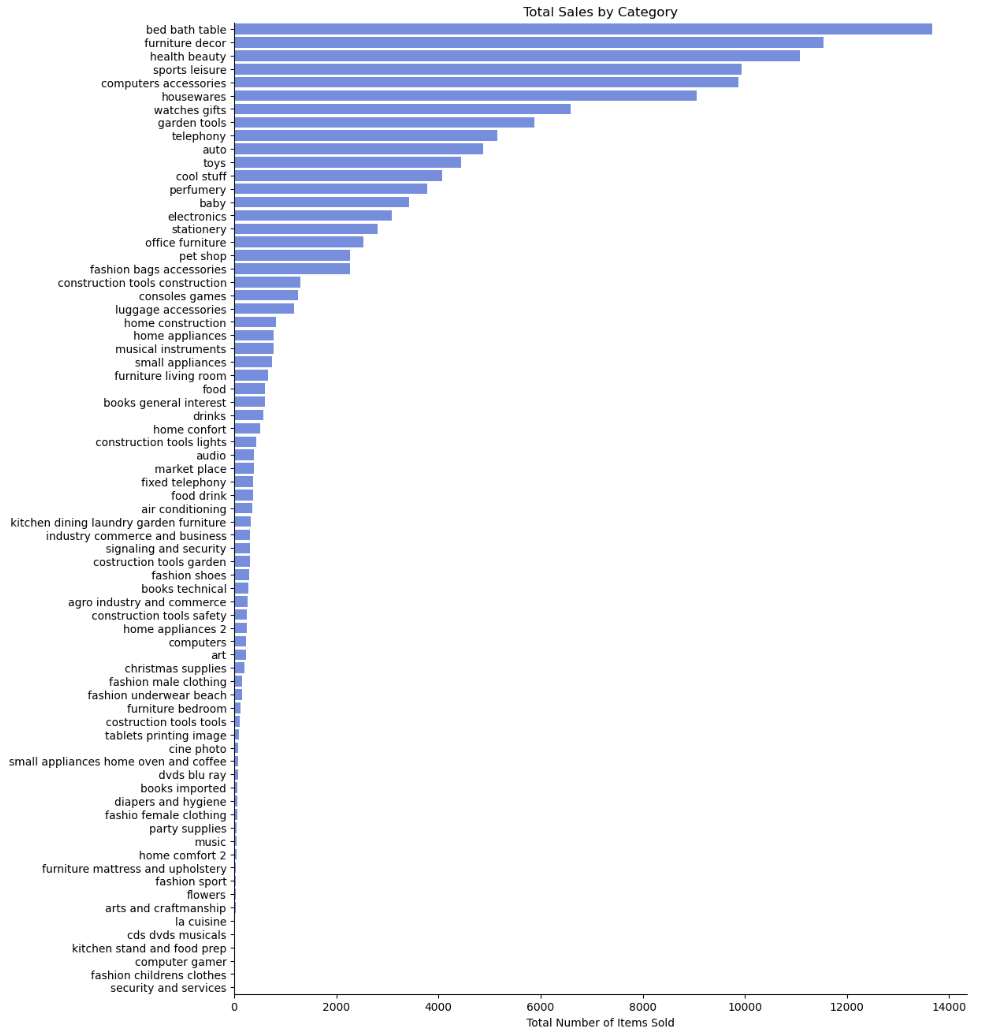 Total Sales by Category
bed bath table
furniture decor
health beauty
sports leisure
computers accessories
housewares
watches gifts
garden tools
telephony
auto
toys
cool stuff
perfumery
baby
electronics
stationery
office furniture
pet shop
fashion bags accessories
construction tools construction
consoles games
luggage accessories
home construction
home appliances
musical instruments
small appliances
furniture living room
food
books general interest
drinks
home confort
construction tools lights
audio
market place
fixed telephony
food drink
air conditioning
kitchen dining laundry garden furniture
industry commerce and business
signaling and security
costruction tools garden
fashion shoes
books technical
agro industry and commerce
construction tools safety
home appliances 2
computers
art
christmas supplies
fashion male clothing
fashion underwear beach
furniture bedroom
costruction tools tools
tablets printing image
cine photo
small appliances home oven and coffee
dvds blu ray
books imported
diapers and hygiene
fashio female clothing
party supplies
music
home comfort 2
furniture mattress and upholstery
fashion sport
flowers
arts and craftmanship
la cuisine
cds dvds musicals
kitchen stand and food prep
computer gamer
fashion childrens clothes
security and services
0 2000 4000 6000 8000 10000 12000 14000
Total Number of Items Sold